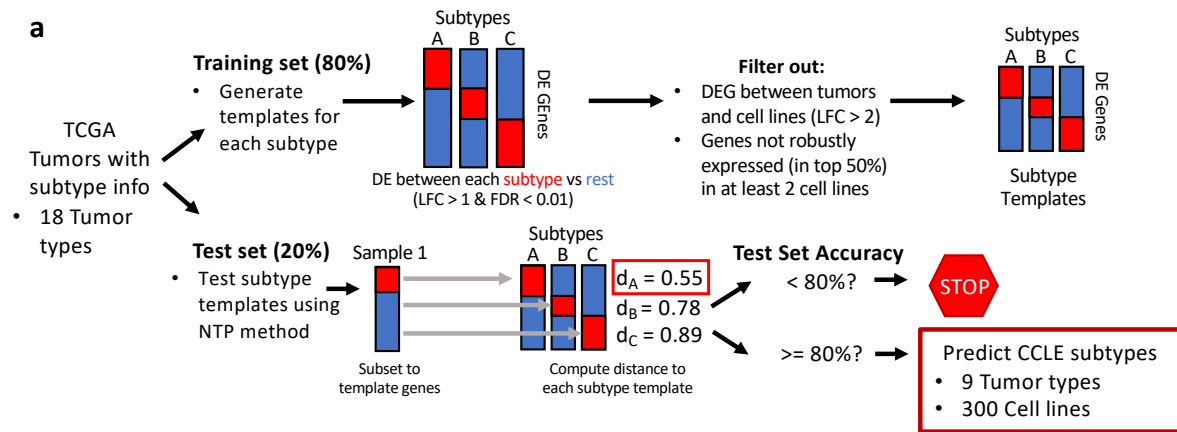 a
TCGA
Tumors with
subtype info
• 18 Tumor
types
Training set (80%)
• Generate
templates for
each subtype
Subtypes
A B C
DE GEnes
DE between each subtype vs rest
(LFC > 1 & FDR < 0.01)
Filter out:
• DEG between tumors
and cell lines (LFC > 2)
• Genes not robustly
expressed (in top 50%)
in at least 2 cell lines
Subtypes
A B C
DE Genes
Subtype
Templates
Test set (20%)
• Test subtype
templates using
NTP method
Sample 1
Subset to
template genes
Subtypes
A B C
dA = 0.55
dB = 0.78
dC = 0.89
Compute distance to
each subtype template
Test Set Accuracy
< 80%?
STOP
>= 80%?
Predict CCLE subtypes
• 9 Tumor types
• 300 Cell lines